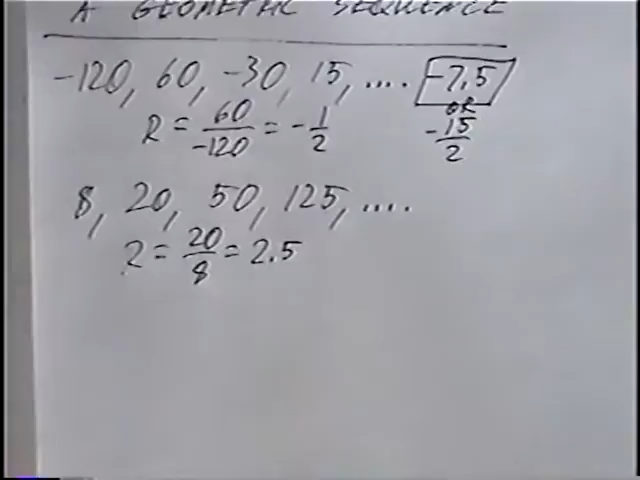 A GEOMETRIC SEQUENCE
-120, 60, -30, 15, .... -7.5
OR
R = 60/-120 = -1/2
-15/2
8, 20, 50, 125, ....
R = 20/8 = 2.5